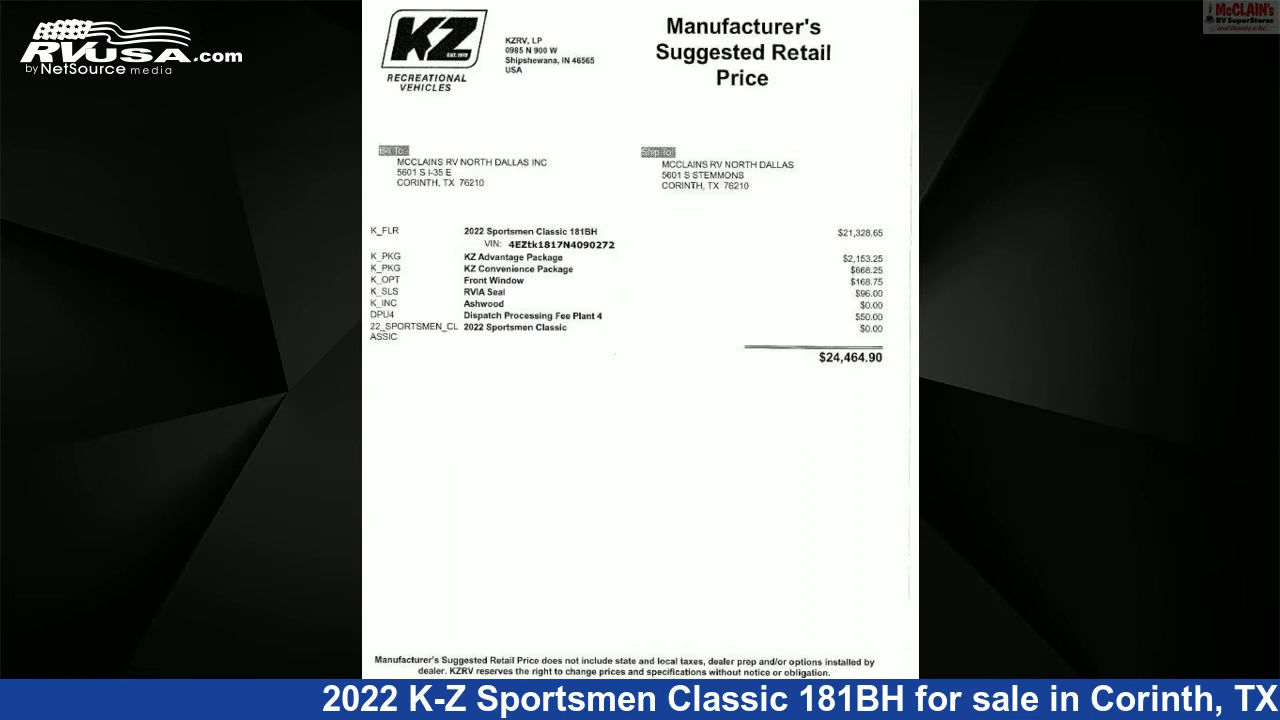 RVUSA.com
by NetSource media
McCLAIN's
RV SuperStores
KZ
EST. 1972
RECREATIONAL
VEHICLES
KZRV, LP
0985 N 900 W
Shipshewana, IN 46565
USA
Manufacturer's
Suggested Retail
Price
Bill To:
MCCLAINS RV NORTH DALLAS INC
5601 S I-35 E
CORINTH, TX 76210
Ship To:
MCCLAINS RV NORTH DALLAS
5601 S STEMMONS
CORINTH, TX 76210
K_FLR 2022 Sportsmen Classic 181BH $21,328.65
VIN: 4EZtk1817N4090272
K_PKG KZ Advantage Package $2,153.25
K_PKG KZ Convenience Package $668.25
K_OPT Front Window $168.75
K_SLS RVIA Seal $96.00
K_INC Ashwood $0.00
DPU4 Dispatch Processing Fee Plant 4 $50.00
22_SPORTSMEN_CL 2022 Sportsmen Classic $0.00
ASSIC
$24,464.90
Manufacturer's Suggested Retail Price does not include state and local taxes, dealer prep and/or options installed by
dealer. KZRV reserves the right to change prices and specifications without notice or obligation.
2022 K-Z Sportsmen Classic 181BH for sale in Corinth, TX